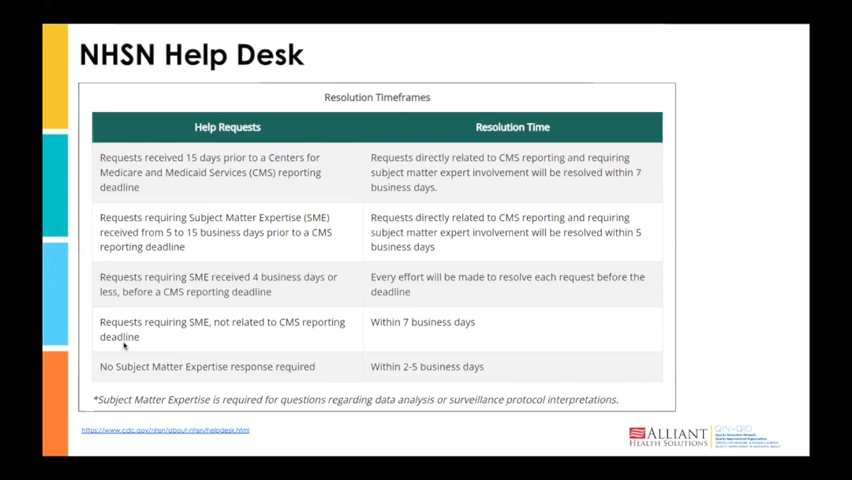 NHSN Help Desk
Resolution Timeframes
Help Requests
Resolution Time
Requests received 15 days prior to a Centers for
Medicare and Medicaid Services (CMS) reporting
deadline
Requests directly related to CMS reporting and requiring
subject matter expert involvement will be resolved within 7
business days.
Requests requiring Subject Matter Expertise (SME)
received from 5 to 15 business days prior to a CMS
reporting deadline
Requests directly related to CMS reporting and requiring
subject matter expert involvement will be resolved within 5
business days
Requests requiring SME received 4 business days or
less, before a CMS reporting deadline
Every effort will be made to resolve each request before the
deadline
Requests requiring SME, not related to CMS reporting
deadline
Within 7 business days
No Subject Matter Expertise response required
Within 2-5 business days
*Subject Matter Expertise is required for questions regarding data analysis or surveillance protocol interpretations.
https://www.cdc.gov/nhsn/about-nhsn/helpdesk.html
ALLIANT
HEALTH SOLUTIONS
QIN-QIO
Quality Innovation Network
Quality Improvement Organizations